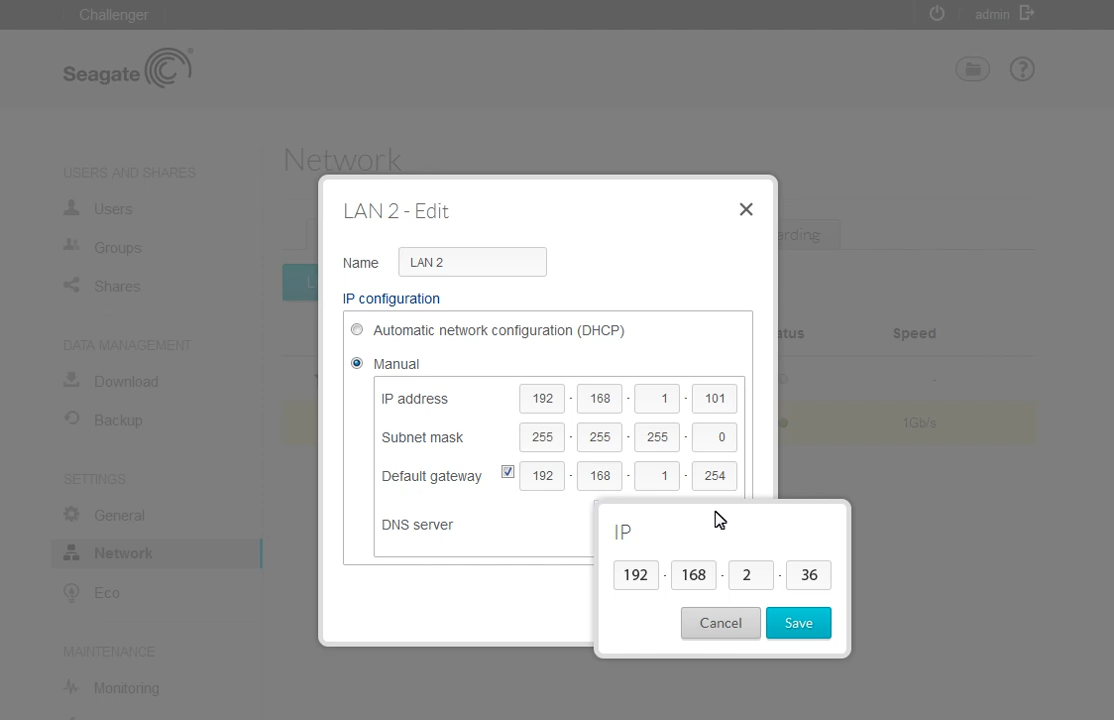 Challenger
admin
Seagate
USERS AND SHARES
Users
Groups
Shares
DATA MANAGEMENT
Download
Backup
SETTINGS
General
Network
Eco
MAINTENANCE
Monitoring
Network
Speed
1Gb/s
LAN 2 - Edit
Name LAN 2
IP configuration
Automatic network configuration (DHCP)
Manual
IP address 192 . 168 . 1 . 101
Subnet mask 255 . 255 . 255 . 0
Default gateway 192 . 168 . 1 . 254
DNS server
IP
192 . 168 . 2 . 36
Cancel Save